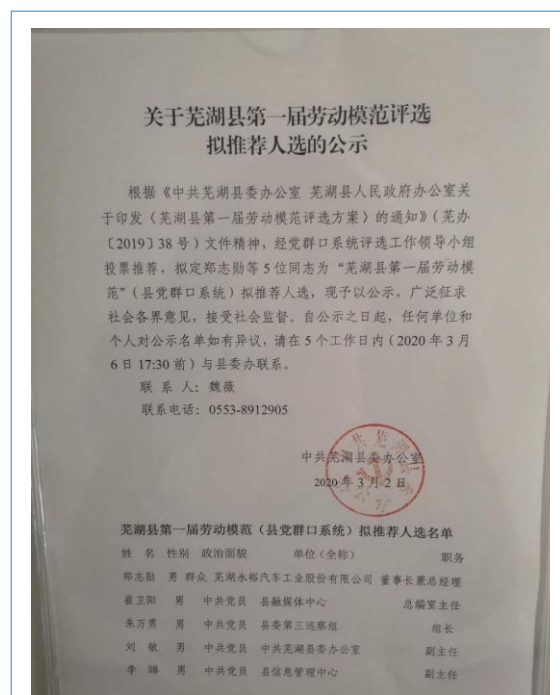 关于芜湖县第一届劳动模范评选
拟推荐人选的公示
根据《中共芜湖县委办公室 芜湖县人民政府办公室关
于印发〈芜湖县第一届劳动模范评选方案〉的通知》(芜办
〔2019〕38 号)文件精神，经党群口系统评选工作领导小组
投票推荐，拟定郑志勋等 5 位同志为“芜湖县第一届劳动模
范”(县党群口系统)拟推荐人选，现予以公示，广泛征求
社会各界意见，接受社会监督。自公示之日起，任何单位和
个人对公示名单如有异议，请在 5 个工作日内(2020 年 3 月
6 日 17:30 前)与县委办联系。
联 系 人：魏薇
联系电话：0553-8912905
中共芜湖县委办公室
2020 年 3 月 2 日
芜湖县第一届劳动模范（县党群口系统）拟推荐人选名单
姓 名 性别 政治面貌 单位（全称） 职务
郑志勋 男 群众 芜湖永裕汽车工业股份有限公司 董事长兼总经理
崔卫阳 男 中共党员 县融媒体中心 总编室主任
朱万勇 男 中共党员 县委第三巡察组 组长
刘 敏 男 中共党员 中共芜湖县委办公室 副主任
李 男 中共党员 县信息管理中心 副主任